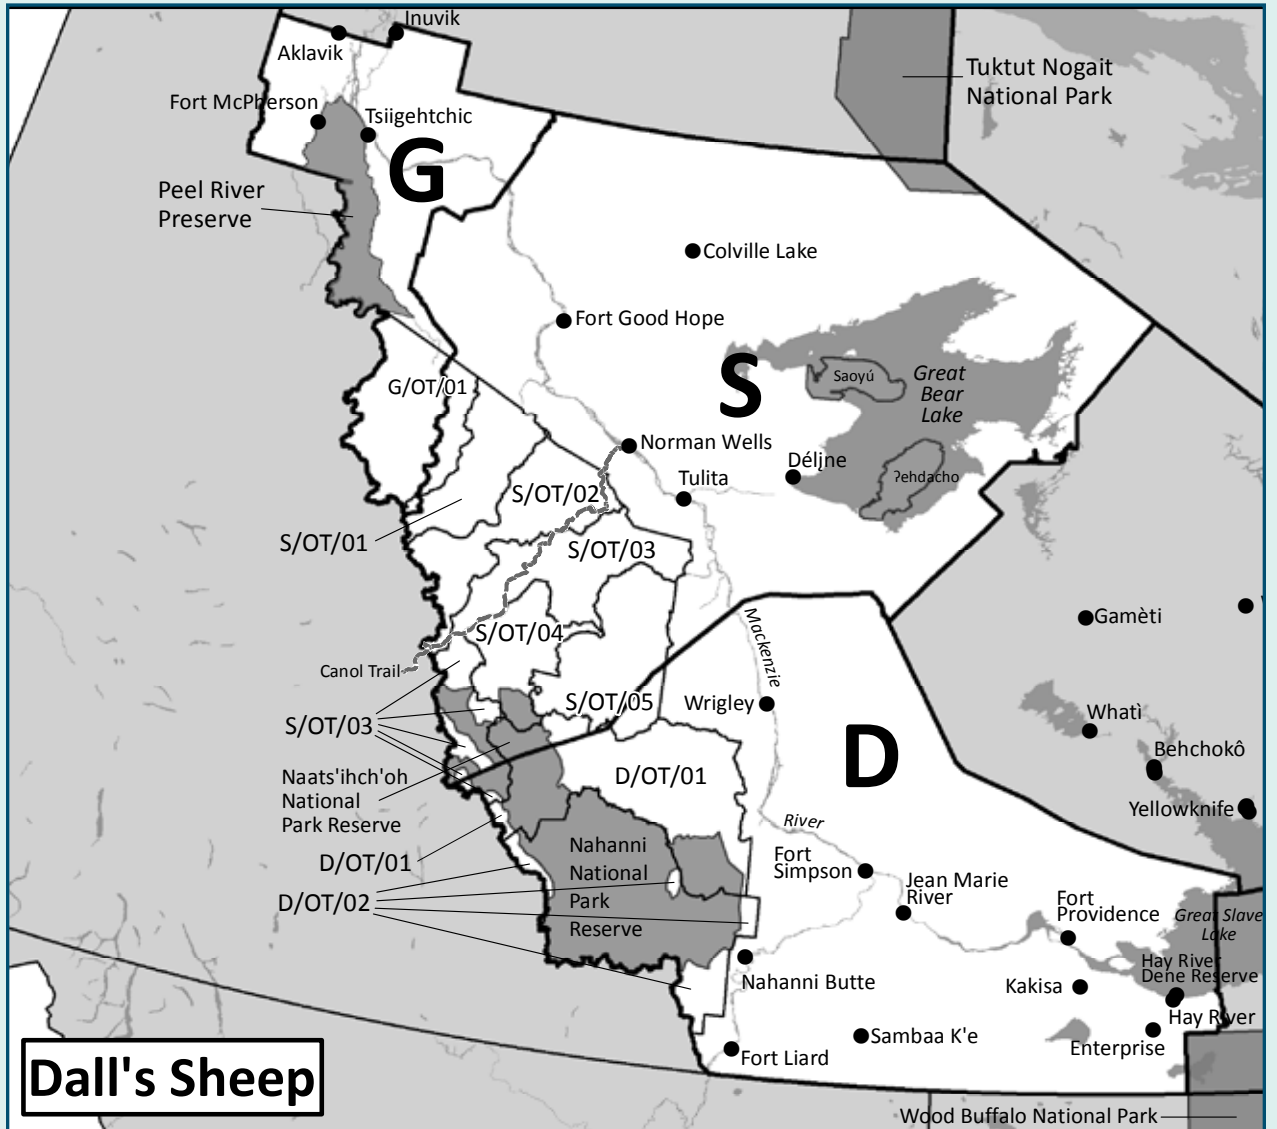 Inuvik
Aklavik
Tuktut Nogait
National Park
Fort McPherson
Tsiigehtchic
G
Peel River
Preserve
Colville Lake
Fort Good Hope
S
Saoyú
Great
Bear
Lake
G/OT/01
Norman Wells
Délįne
Tulita
Ɂehdacho
S/OT/02
S/OT/01
S/OT/03
Gamètì
Mackenzie
S/OT/04
Canol Trail
S/OT/05
Wrigley
Whatì
S/OT/03
D
Behchokô
Naats'ihch'oh
National
Park Reserve
D/OT/01
Yellowknife
River
D/OT/01
Nahanni
National
Park
Reserve
Fort
Simpson
Jean Marie
River
D/OT/02
Fort
Providence
Great Slave
Lake
Hay River
Dene Reserve
Nahanni Butte
Kakisa
Hay River
Sambaa K'e
Enterprise
Fort Liard
Dall's Sheep
Wood Buffalo National Park